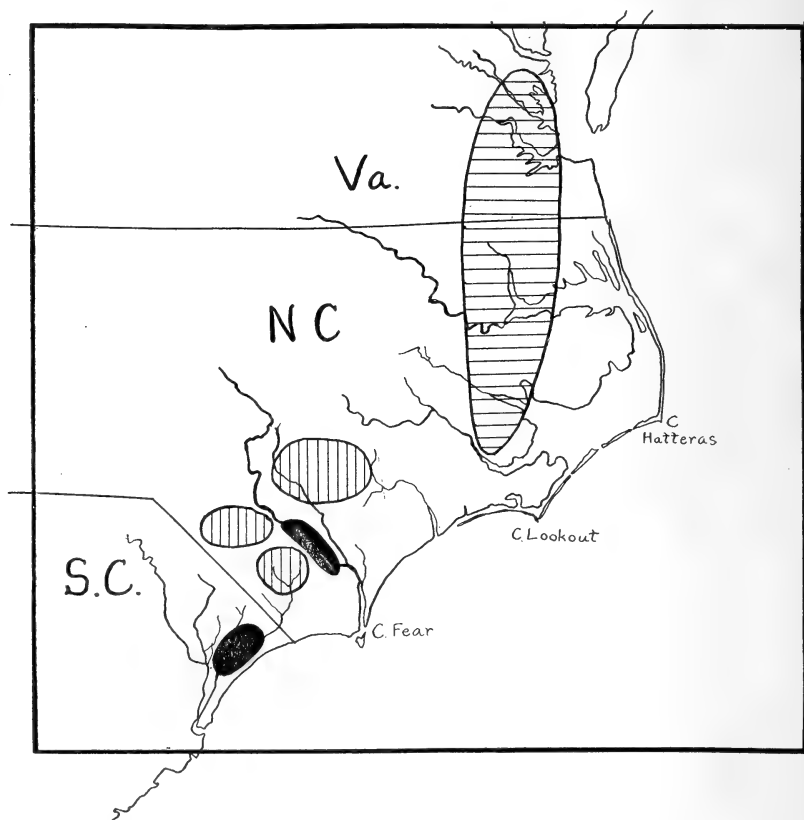 Va.
N C
C
Hatteras
C. Lookout
S.C.
C. Fear